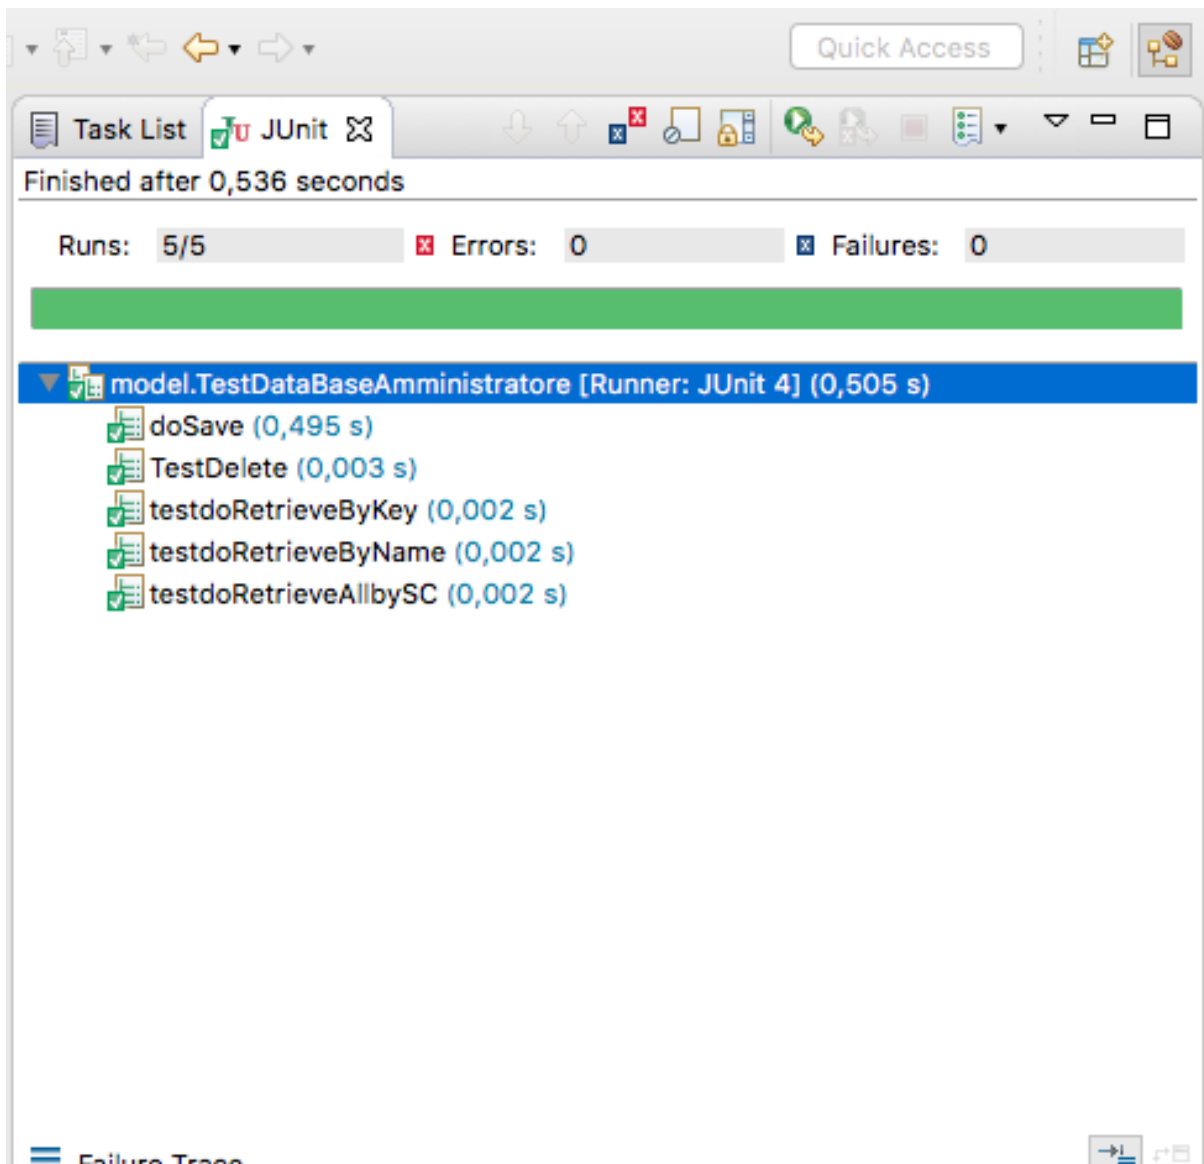 Quick Access
Task List JUnit
Finished after 0,536 seconds
Runs: 5/5 Errors: 0 Failures: 0
model.TestDataBaseAmministratore [Runner: JUnit 4] (0,505 s)
doSave (0,495 s)
TestDelete (0,003 s)
testdoRetrieveByKey (0,002 s)
testdoRetrieveByName (0,002 s)
testdoRetrieveAllbySC (0,002 s)
Failure Trace